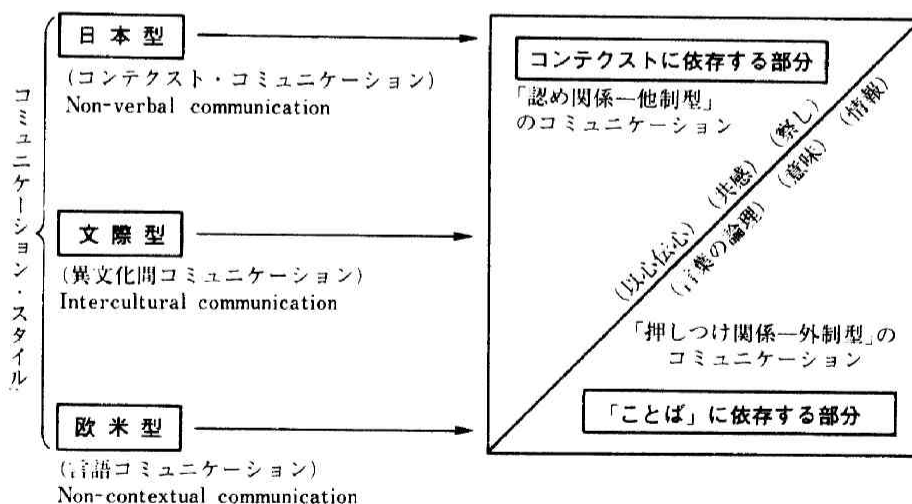 コミュニケーション・スタイル
日本型
(コンテクスト・コミュニケーション)
Non-verbal communication
文際型
(異文化間コミュニケーション)
Intercultural communication
欧米型
(言語コミュニケーション)
Non-contextual communication
コンテクストに依存する部分
「認め関係—他制型」
のコミュニケーション
(以心伝心) (共感) (察し)
(言葉の論理) (意味) (情報)
「押しつけ関係—外制型」の
コミュニケーション
「ことば」に依存する部分